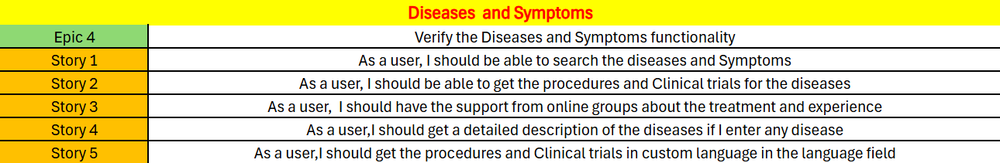 Diseases and Symptoms
Epic 4 Verify the Diseases and Symptoms functionality
Story 1 As a user, I should be able to search the diseases and Symptoms
Story 2 As a user, I should be able to get the procedures and Clinical trials for the diseases
Story 3 As a user, I should have the support from online groups about the treatment and experience
Story 4 As a user,I should get a detailed description of the diseases if I enter any disease
Story 5 As a user,I should get the procedures and Clinical trials in custom language in the language field